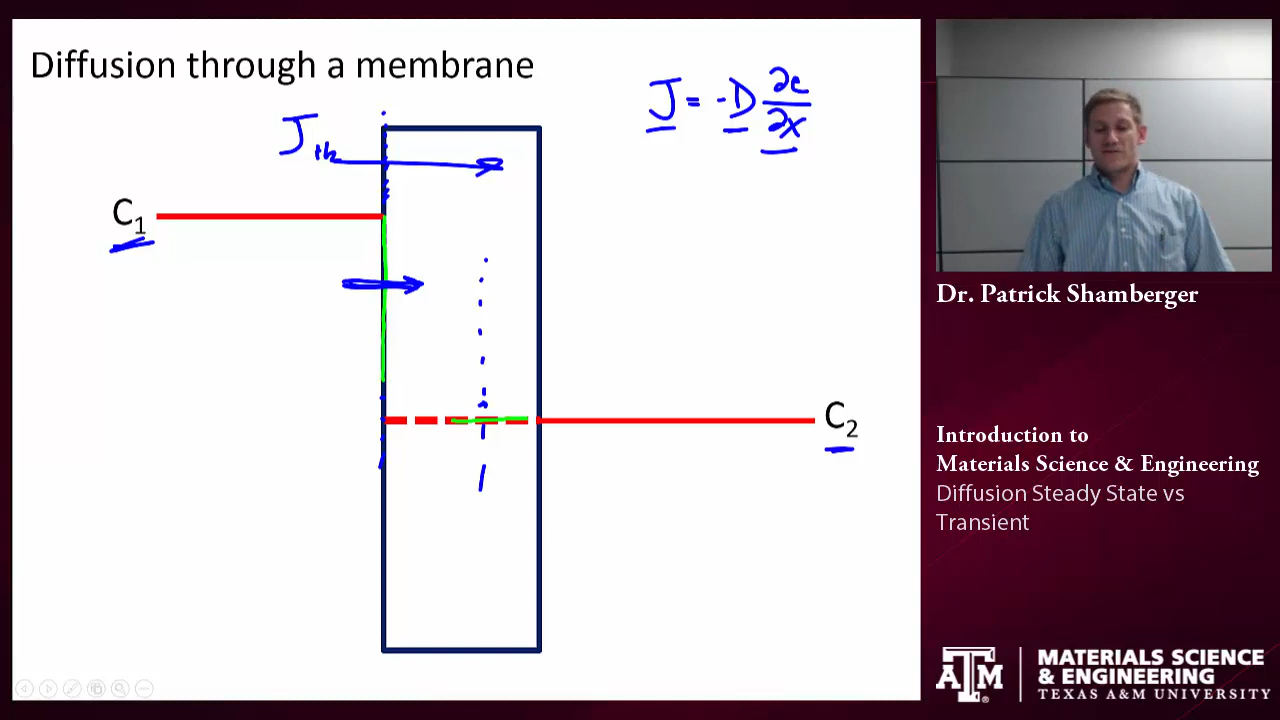 Diffusion through a membrane
J = -D ∂c/∂x
J
C₁
C₂
Dr. Patrick Shamberger
Introduction to
Materials Science & Engineering
Diffusion Steady State vs
Transient
ATM
MATERIALS SCIENCE
& ENGINEERING
TEXAS A&M UNIVERSITY